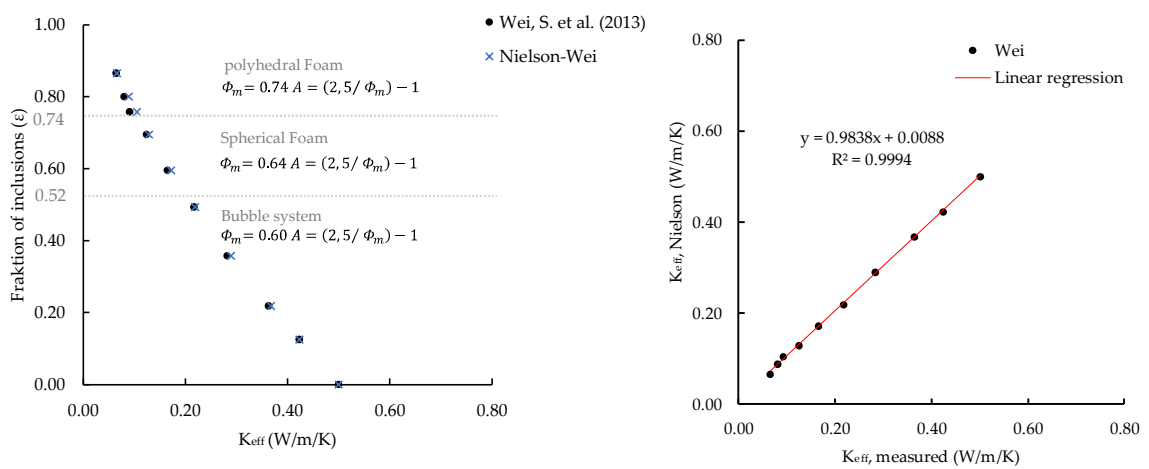 Wei, S. et al. (2013)
Nielson-Wei
1.00
0.80
0.74
0.60
0.52
0.40
0.20
0.00
Fraktion of inclusions (ε)
polyhedral Foam
Φm= 0.74 A = (2,5/ Φm) − 1
Spherical Foam
Φm= 0.64 A = (2,5/ Φm) − 1
Bubble system
Φm= 0.60 A = (2,5/ Φm) − 1
0.00 0.20 0.40 0.60 0.80
Keff (W/m/K)
Wei
Linear regression
y = 0.9838x + 0.0088
R² = 0.9994
0.80
0.60
0.40
0.20
0.00
Keff, Nielson (W/m/K)
0.00 0.20 0.40 0.60 0.80
Keff, measured (W/m/K)